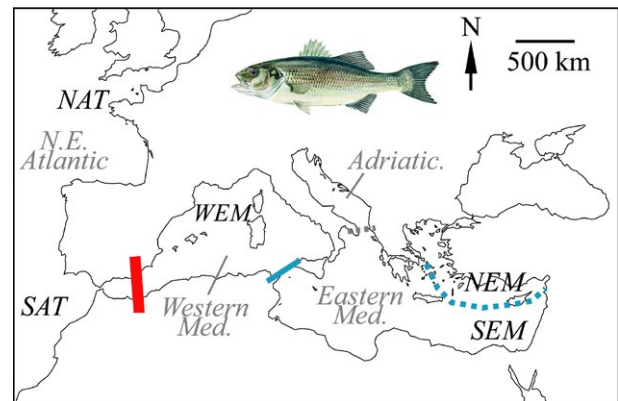 N
500 km
NAT
N.E.
Atlantic
Adriatic.
WEM
SAT
Western
Med.
Eastern
Med.
NEM
SEM